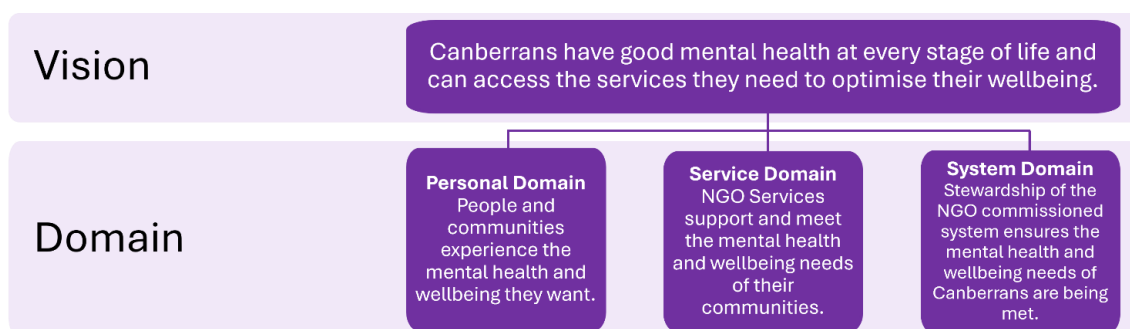 Vision
Canberrans have good mental health at every stage of life and
can access the services they need to optimise their wellbeing.
Domain
Personal Domain
People and
communities
experience the
mental health and
wellbeing they want.
Service Domain
NGO Services
support and meet
the mental health
and wellbeing needs
of their
communities.
System Domain
Stewardship of the
NGO commissioned
system ensures the
mental health and
wellbeing needs of
Canberrans are being
met.